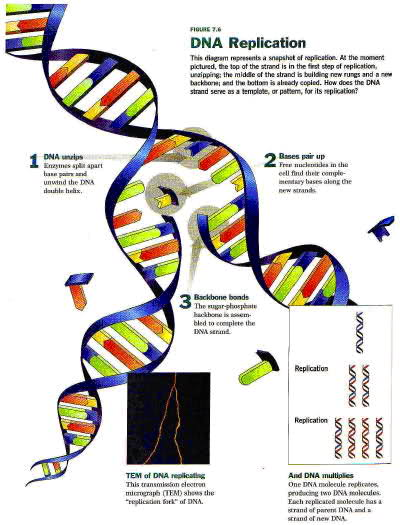 FIGURE 7.6
DNA Replication
This diagram represents a snapshot of replication. At the moment
pictured, the top of the strand is in the first step of replication,
unzipping; the middle of the strand is building new rungs and a new
backbone; and the bottom is already copied. How does the DNA
strand serve as a template, or pattern, for its replication?
1 DNA unzips
Enzymes split apart
base pairs and
unwind the DNA
double helix.
2 Bases pair up
Free nucleotides in the
cell find their comple-
mentary bases along the
new strands.
3 Backbone bonds
The sugar-phosphate
backbone is assem-
bled to complete the
DNA strand.
Replication
Replication
TEM of DNA replicating
This transmission electron
micrograph (TEM) shows the
"replication fork" of DNA.
And DNA multiplies
One DNA molecule replicates,
producing two DNA molecules.
Each replicated molecule has a
strand of parent DNA and a
strand of new DNA.